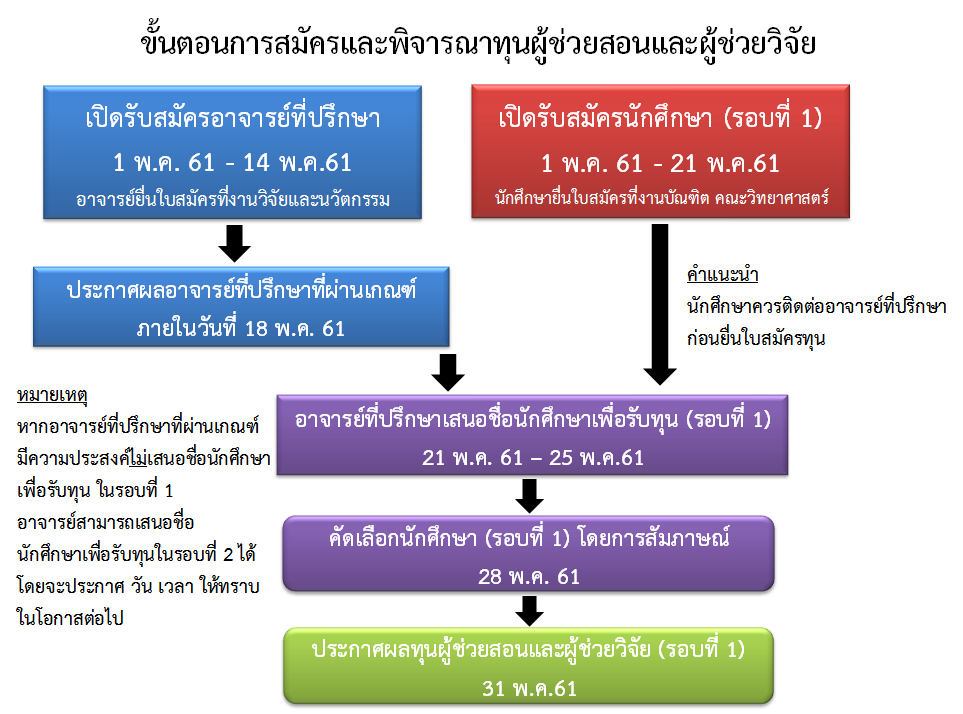 ขั้นตอนการสมัครและพิจารณาทุนผู้ช่วยสอนและผู้ช่วยวิจัย
เปิดรับสมัครอาจารย์ที่ปรึกษา
1 พ.ค. 61 - 14 พ.ค.61
อาจารย์ยื่นใบสมัครที่งานวิจัยและนวัตกรรม
เปิดรับสมัครนักศึกษา (รอบที่ 1)
1 พ.ค. 61 - 21 พ.ค.61
นักศึกษายื่นใบสมัครที่งานบัณฑิต คณะวิทยาศาสตร์
ประกาศผลอาจารย์ที่ปรึกษาที่ผ่านเกณฑ์
ภายในวันที่ 18 พ.ค. 61
คำแนะนำ
นักศึกษาควรติดต่ออาจารย์ที่ปรึกษา
ก่อนยื่นใบสมัครทุน
หมายเหตุ
หากอาจารย์ที่ปรึกษาที่ผ่านเกณฑ์
มีความประสงค์ไม่เสนอชื่อนักศึกษา
เพื่อรับทุน ในรอบที่ 1
อาจารย์สามารถเสนอชื่อ
นักศึกษาเพื่อรับทุนในรอบที่ 2 ได้
โดยจะประกาศ วัน เวลา ให้ทราบ
ในโอกาสต่อไป
อาจารย์ที่ปรึกษาเสนอชื่อนักศึกษาเพื่อรับทุน (รอบที่ 1)
21 พ.ค. 61 – 25 พ.ค.61
คัดเลือกนักศึกษา (รอบที่ 1) โดยการสัมภาษณ์
28 พ.ค. 61
ประกาศผลทุนผู้ช่วยสอนและผู้ช่วยวิจัย (รอบที่ 1)
31 พ.ค.61